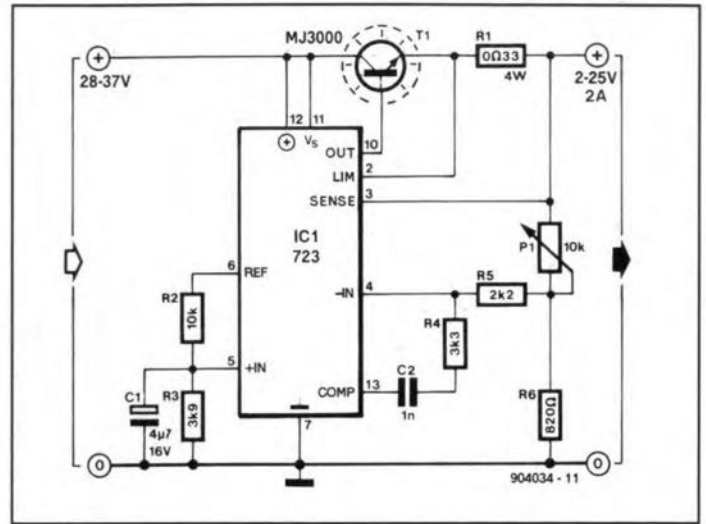 MJ3000
T1
R1
0Ω33
4W
+
28-37V
+
2-25V
2A
12 11
+ Vs
OUT 10
LIM 2
SENSE 3
IC1
723
P1 10k
6 REF
-IN 4
R5
2k2
R2
10k
R4
3k3
5 +IN
C2
1n
COMP 13
C1
4µ7
16V
R3
3k9
7
R6
820Ω
0
0
904034 - 11